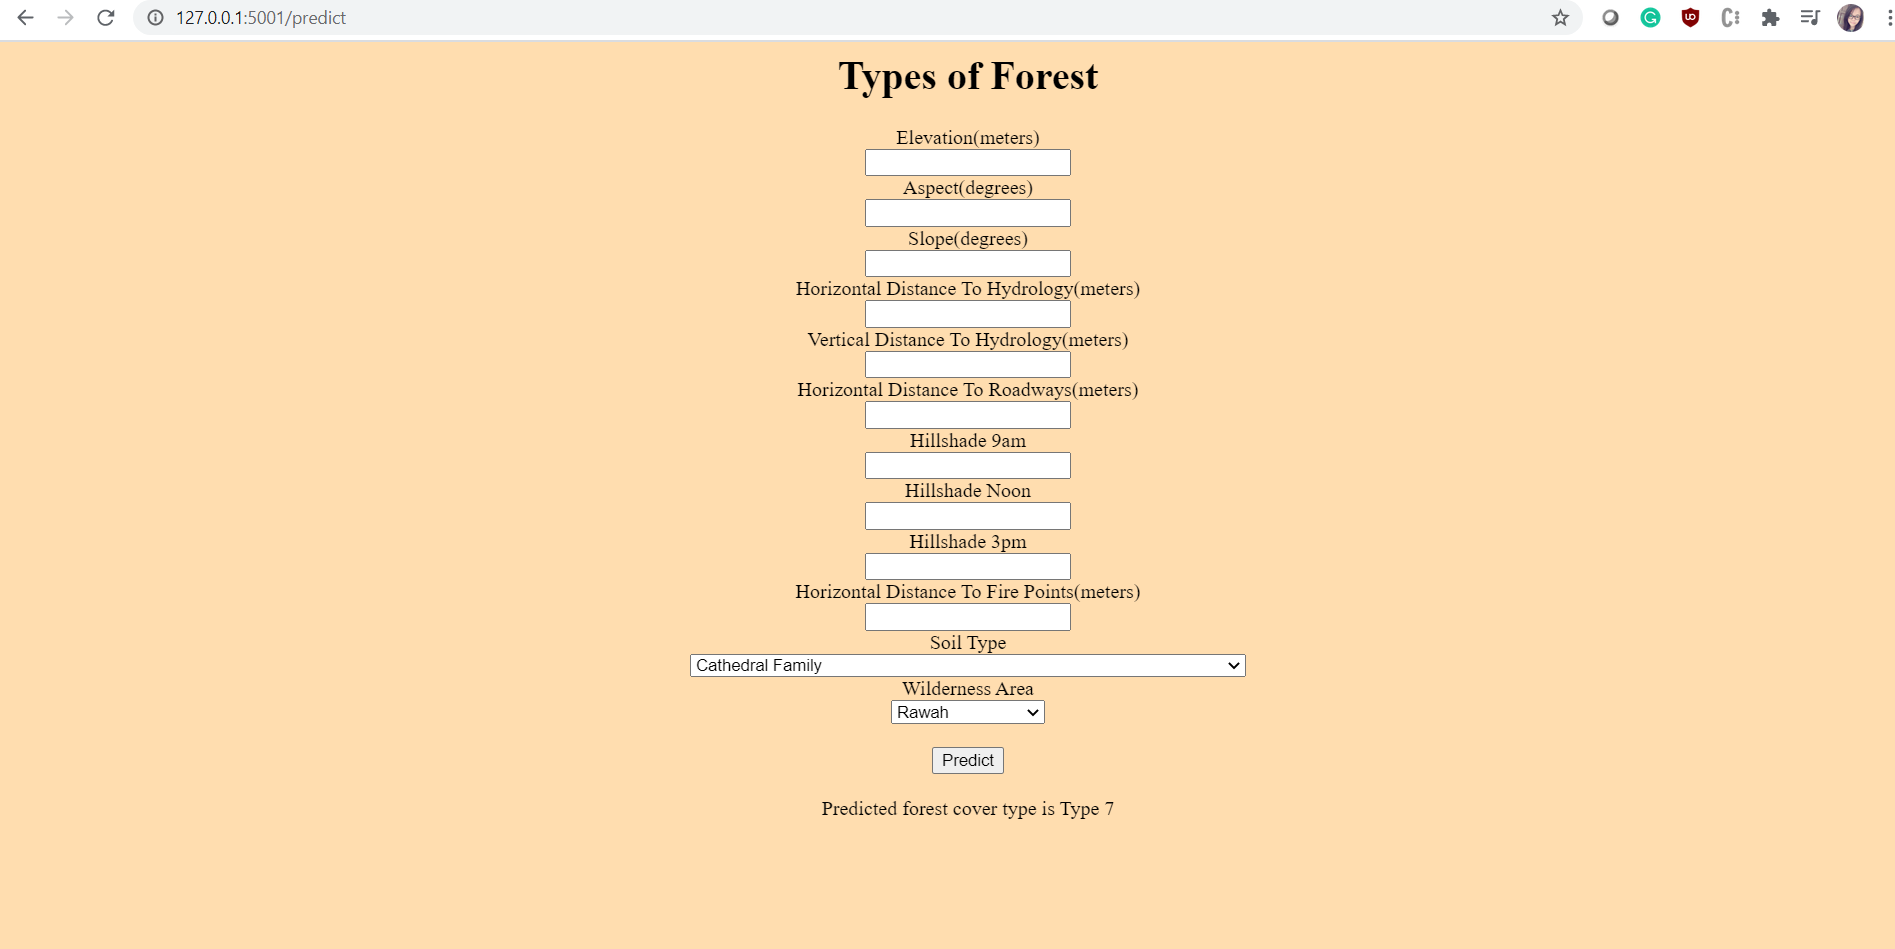 127.0.0.1:5001/predict
Types of Forest
Elevation(meters)
Aspect(degrees)
Slope(degrees)
Horizontal Distance To Hydrology(meters)
Vertical Distance To Hydrology(meters)
Horizontal Distance To Roadways(meters)
Hillshade 9am
Hillshade Noon
Hillshade 3pm
Horizontal Distance To Fire Points(meters)
Soil Type
Cathedral Family
Wilderness Area
Rawah
Predict
Predicted forest cover type is Type 7